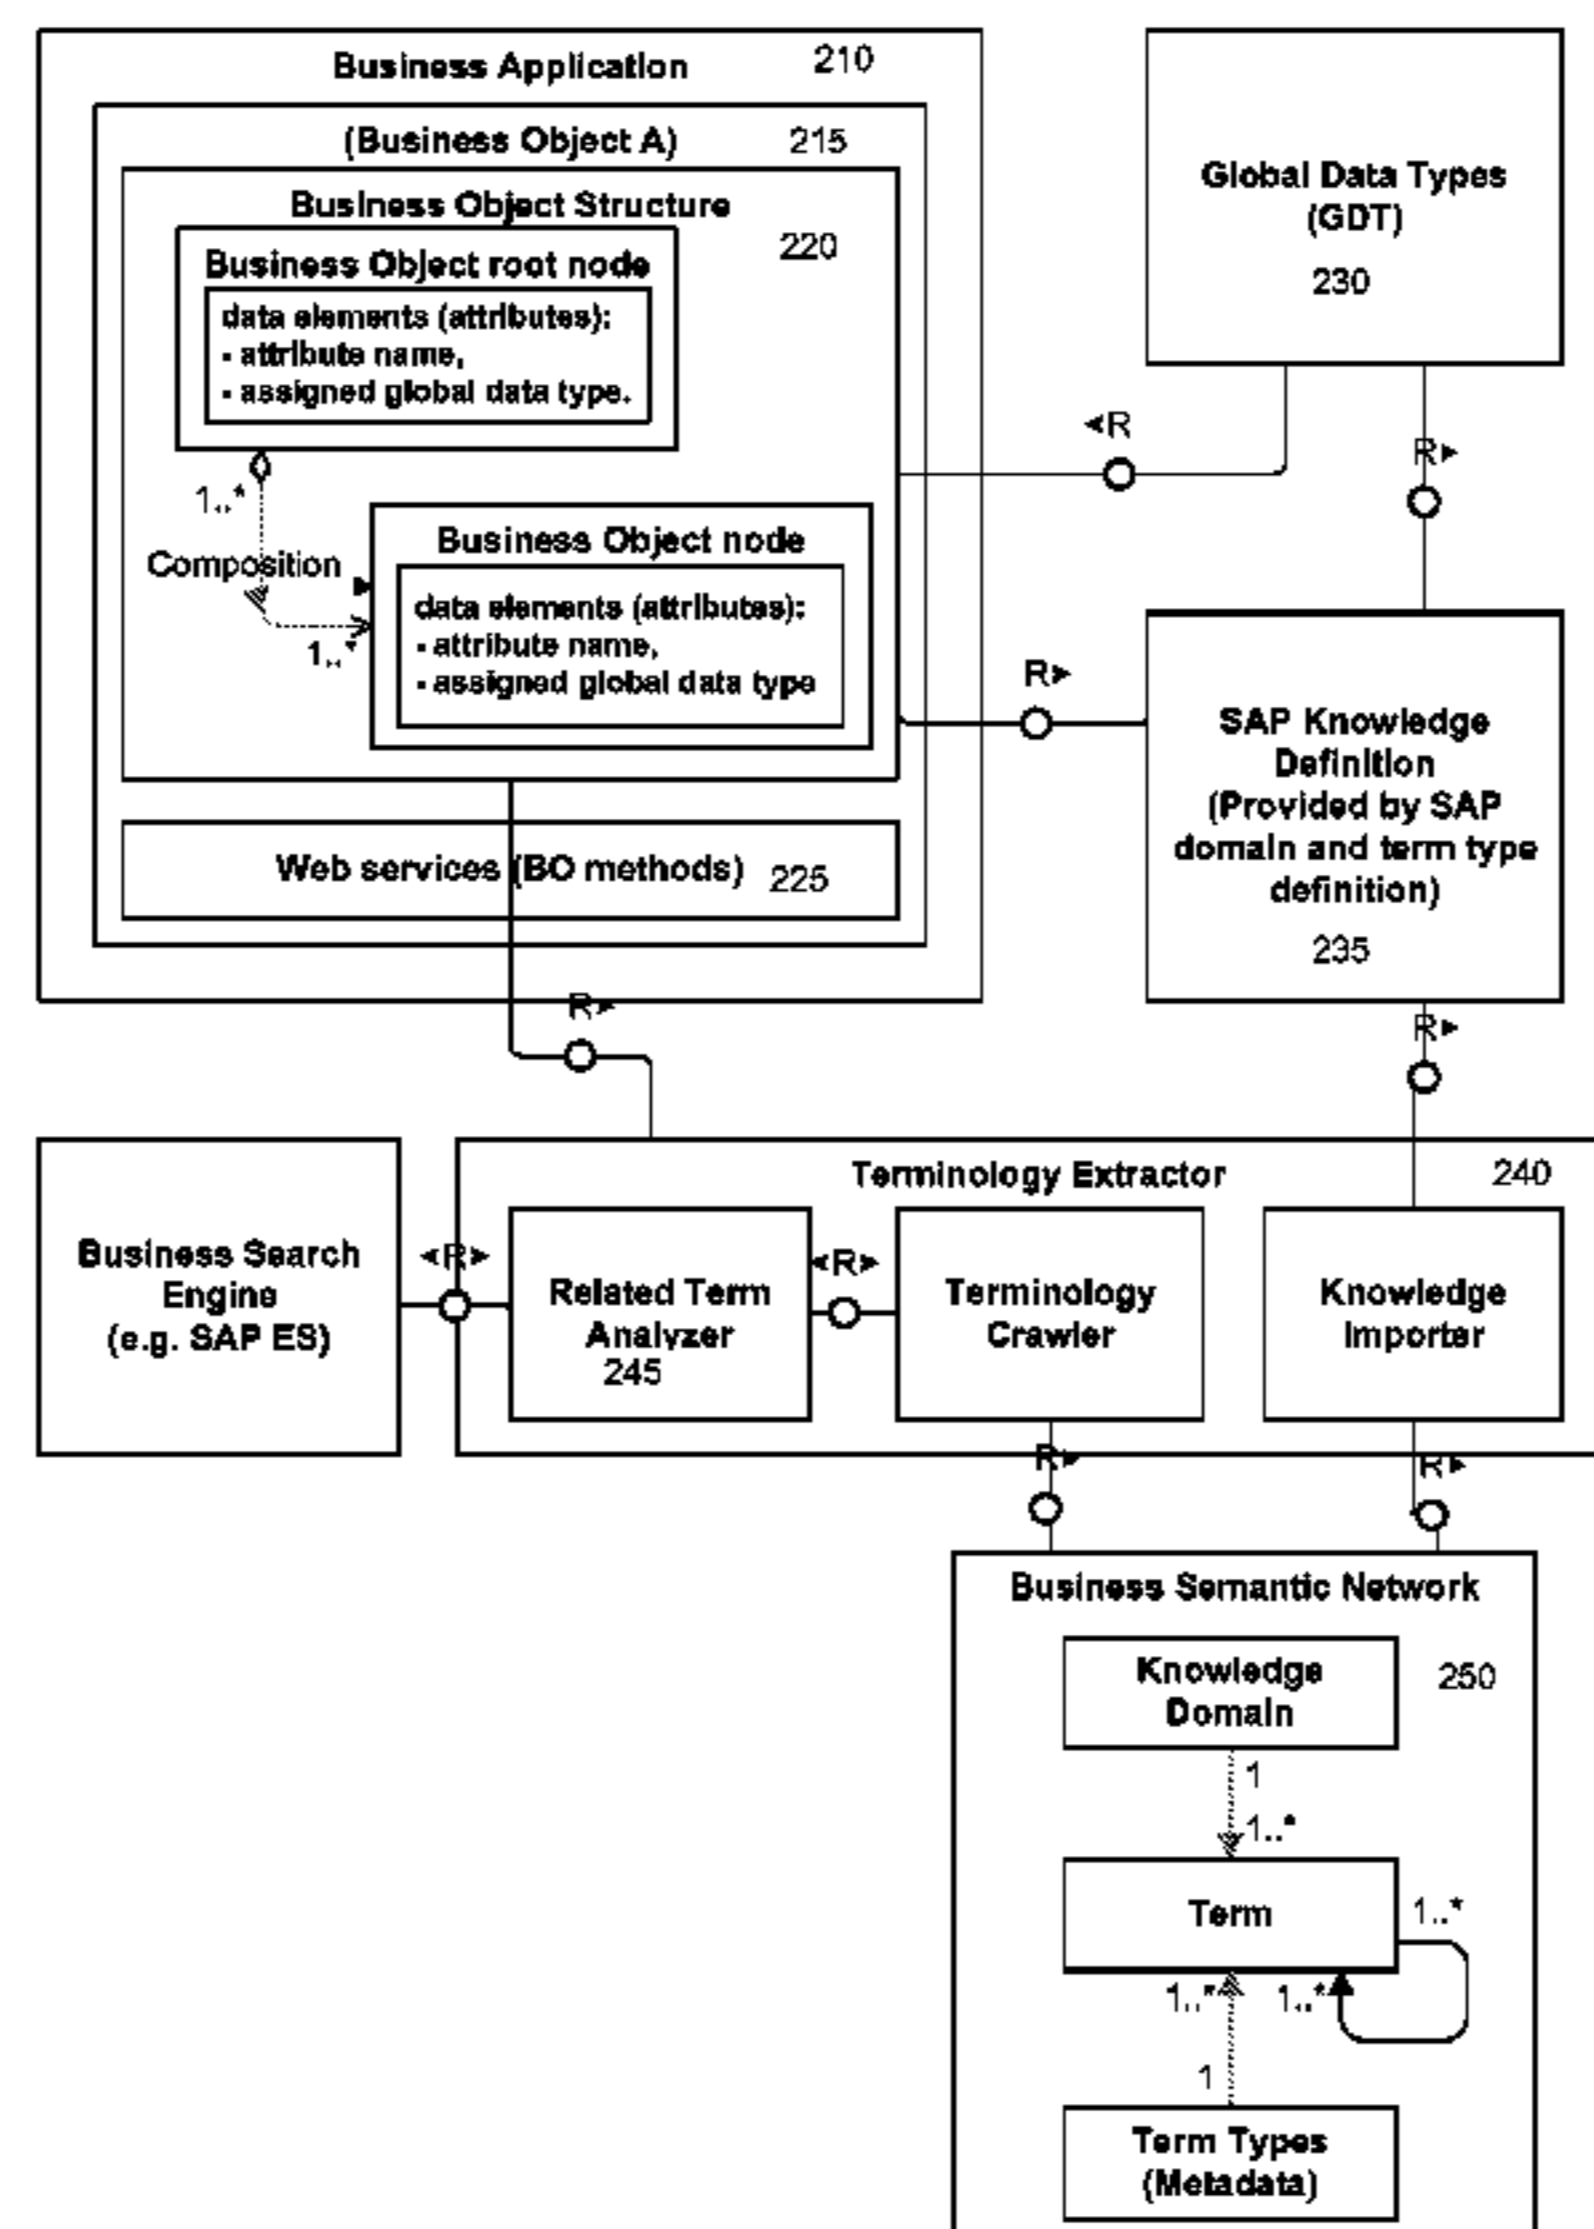 Business Application 210
(Business Object A) 215
Business Object Structure
220
Business Object root node
data elements (attributes):
- attribute name,
- assigned global data type.
1..*
Composition
1..*
Business Object node
data elements (attributes):
- attribute name,
- assigned global data type
Web services (BO methods) 225
Global Data Types
(GDT)
230
◄R
R►
R►
SAP Knowledge
Definition
(Provided by SAP
domain and term type
definition)
235
R►
R►
Business Search
Engine
(e.g. SAP ES)
◄R►
Terminology Extractor 240
Related Term
Analyzer
245
◄R►
Terminology
Crawler
Knowledge
Importer
R►
R►
Business Semantic Network
250
Knowledge
Domain
1
1..*
Term
1..*
1..*
1..*
1
Term Types
(Metadata)